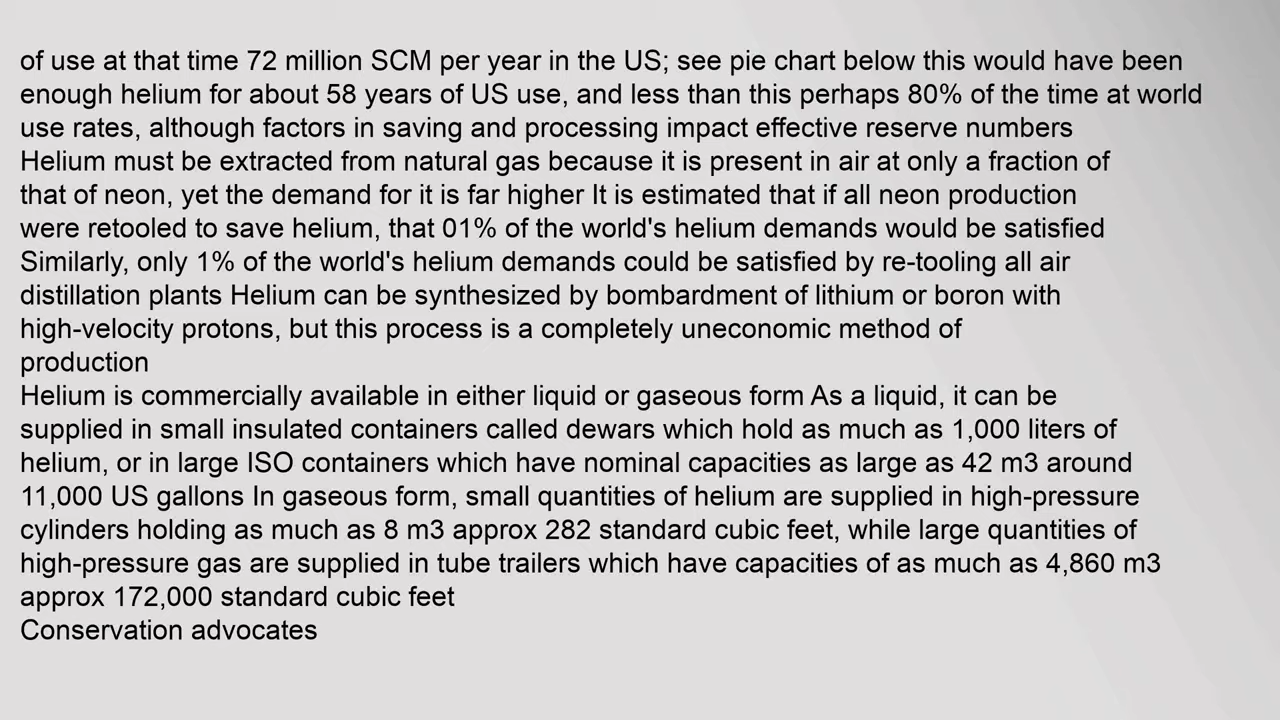 of use at that time 72 million SCM per year in the US; see pie chart below this would have been
enough helium for about 58 years of US use, and less than this perhaps 80% of the time at world
use rates, although factors in saving and processing impact effective reserve numbers
Helium must be extracted from natural gas because it is present in air at only a fraction of
that of neon, yet the demand for it is far higher It is estimated that if all neon production
were retooled to save helium, that 01% of the world's helium demands would be satisfied
Similarly, only 1% of the world's helium demands could be satisfied by re-tooling all air
distillation plants Helium can be synthesized by bombardment of lithium or boron with
high-velocity protons, but this process is a completely uneconomic method of
production
Helium is commercially available in either liquid or gaseous form As a liquid, it can be
supplied in small insulated containers called dewars which hold as much as 1,000 liters of
helium, or in large ISO containers which have nominal capacities as large as 42 m3 around
11,000 US gallons In gaseous form, small quantities of helium are supplied in high-pressure
cylinders holding as much as 8 m3 approx 282 standard cubic feet, while large quantities of
high-pressure gas are supplied in tube trailers which have capacities of as much as 4,860 m3
approx 172,000 standard cubic feet
Conservation advocates